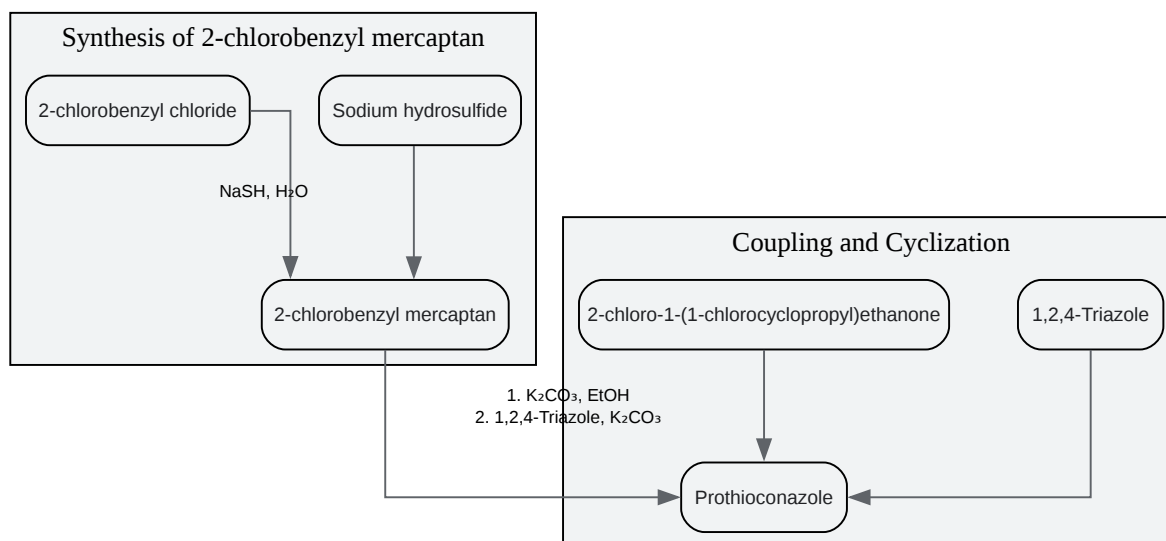 Synthesis of 2-chlorobenzyl mercaptan
2-chlorobenzyl chloride
Sodium hydrosulfide
NaSH, H₂O
2-chlorobenzyl mercaptan
Coupling and Cyclization
2-chloro-1-(1-chlorocyclopropyl)ethanone
1,2,4-Triazole
1. K₂CO₃, EtOH
2. 1,2,4-Triazole, K₂CO₃
Prothioconazole